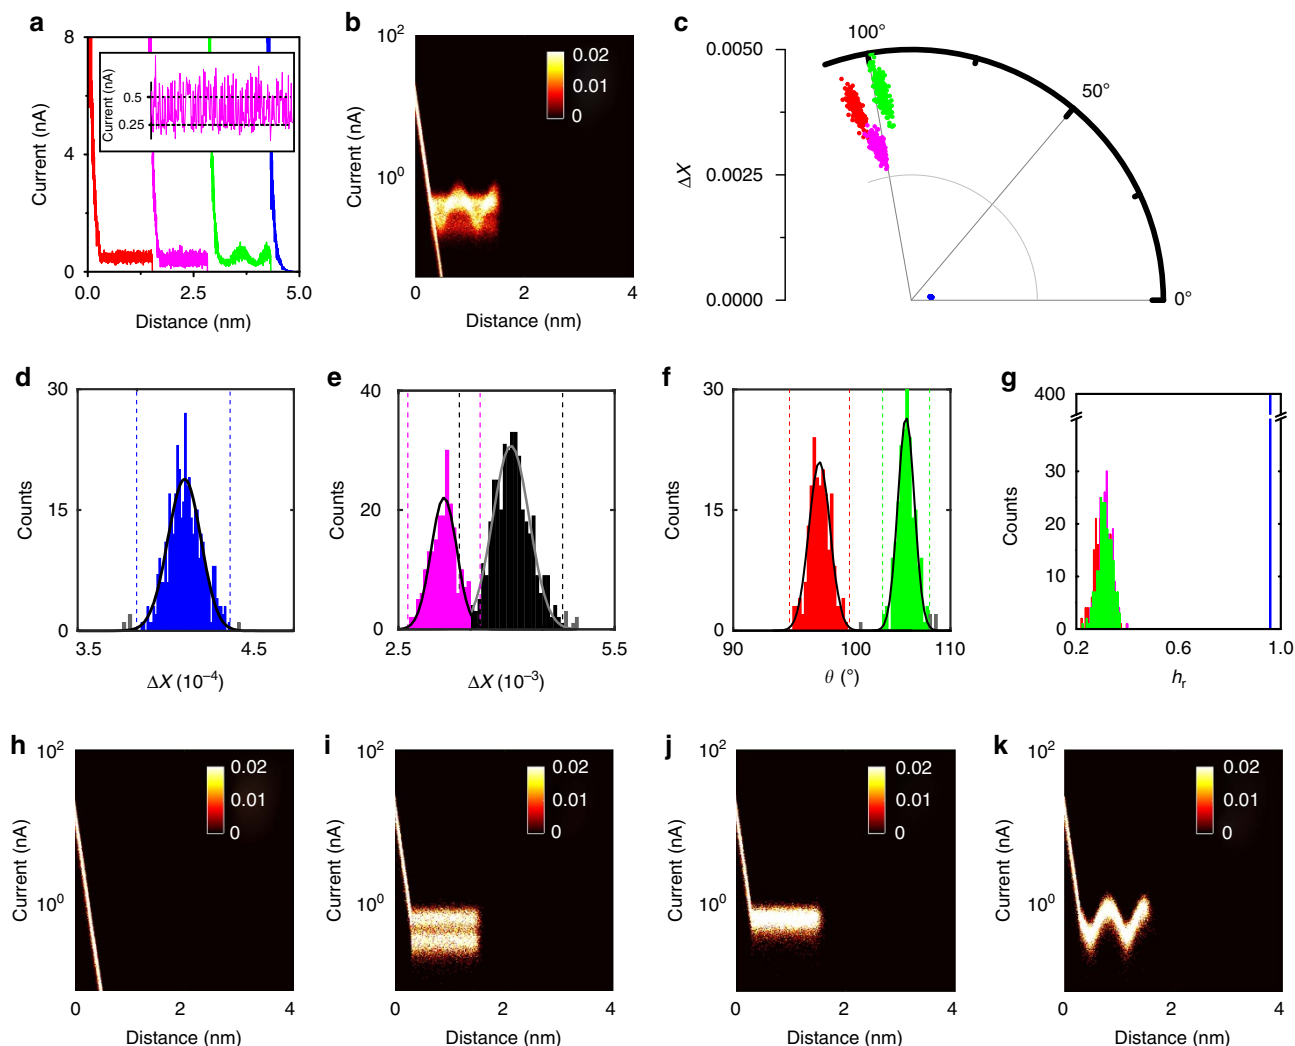 a
8
4
0
Current (nA)
Current (nA)
0.5
0.25
0.0
2.5
5.0
Distance (nm)
b
10²
10⁰
Current (nA)
0.02
0.01
0
0
2
4
Distance (nm)
c
0.0050
0.0025
0.0000
ΔX
100°
50°
0°
d
30
15
0
Counts
3.5
4.5
ΔX (10⁻⁴)
e
40
20
0
Counts
2.5
5.5
ΔX (10⁻³)
f
30
15
0
Counts
90
110
θ (°)
g
400
30
20
10
0
Counts
0.2
0.6
1.0
hᵣ
h
10²
10⁰
Current (nA)
0.02
0.01
0
0
2
4
Distance (nm)
i
10²
10⁰
Current (nA)
0.02
0.01
0
0
2
4
Distance (nm)
j
10²
10⁰
Current (nA)
0.02
0.01
0
0
2
4
Distance (nm)
k
10²
10⁰
Current (nA)
0.02
0.01
0
0
2
4
Distance (nm)